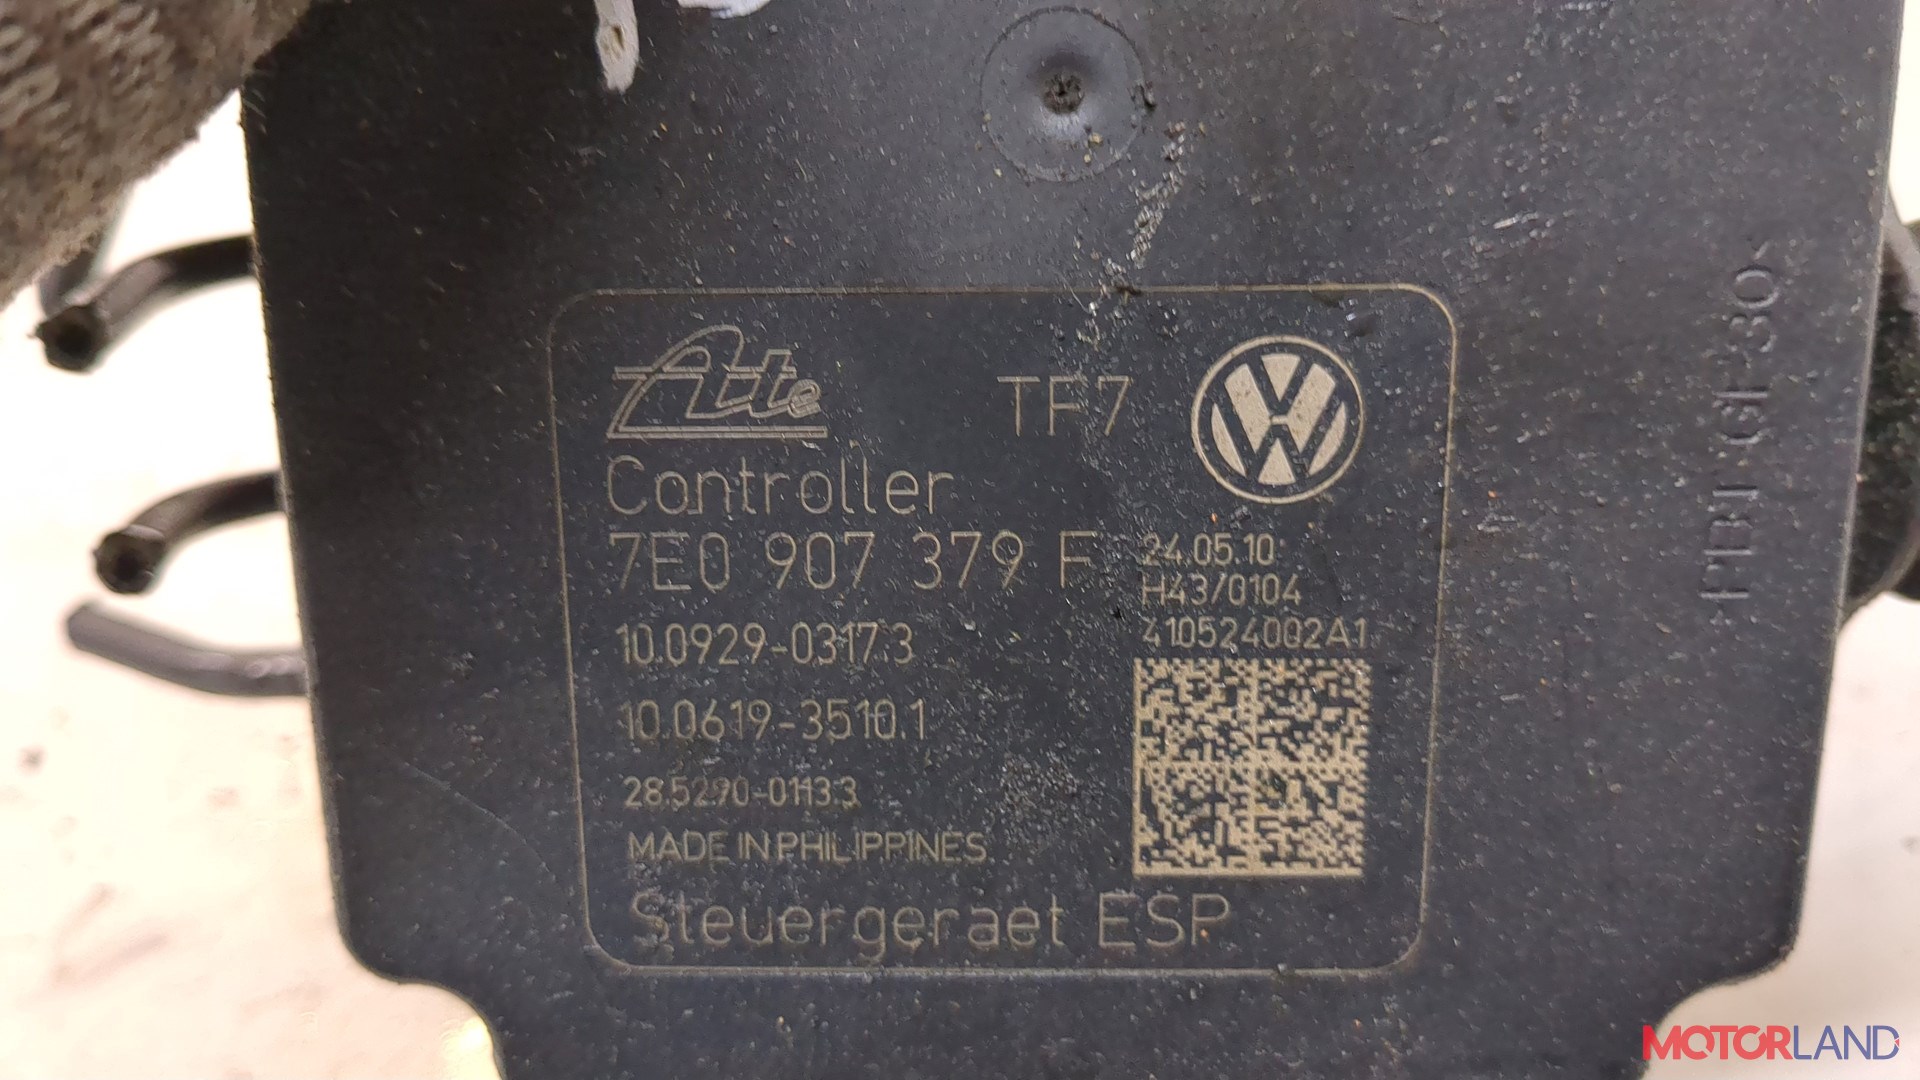 Ate TF7
Controller
7E0 907 379 F
24.05.10
H43/0104
410524002A1
10.0929-0317.3
10.0619-3510.1
28.5290-0113.3
MADE IN PHILIPPINES
Steuergeraet ESP
MOTORLAND